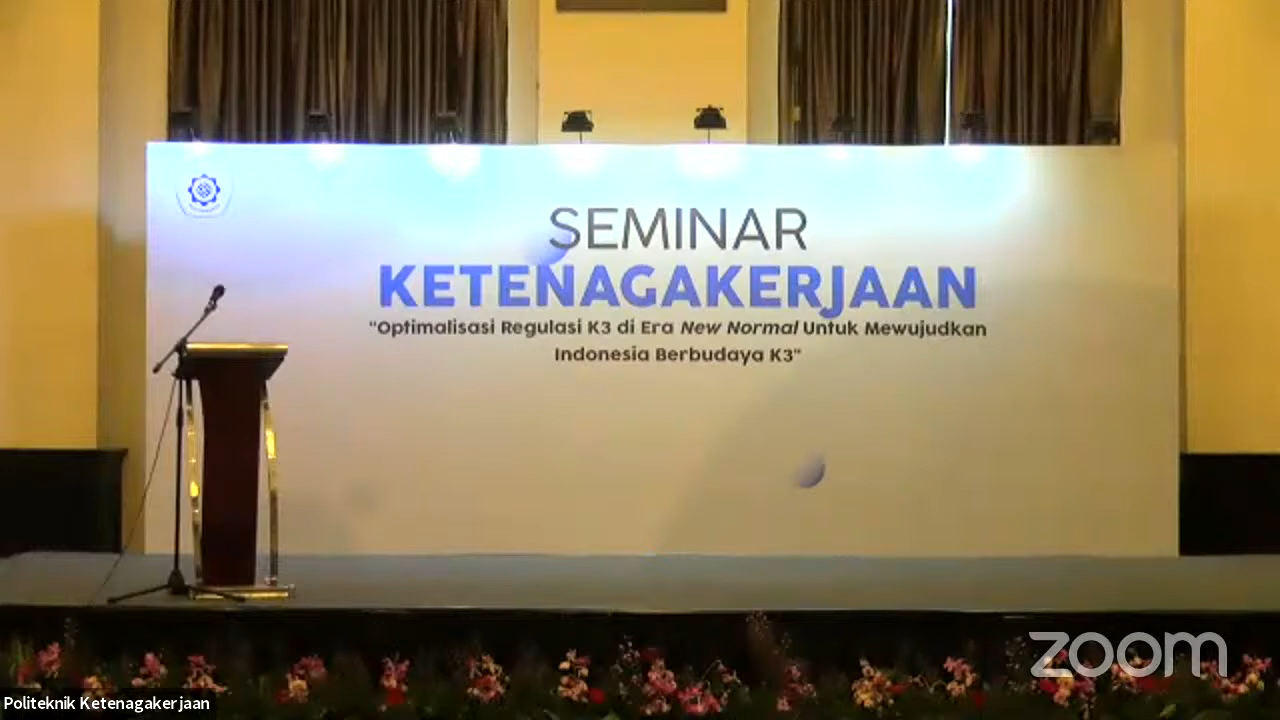 SEMINAR
KETENAGAKERJAAN
"Optimalisasi Regulasi K3 di Era New Normal Untuk Mewujudkan
Indonesia Berbudaya K3"
zoom
Politeknik Ketenagakerjaan